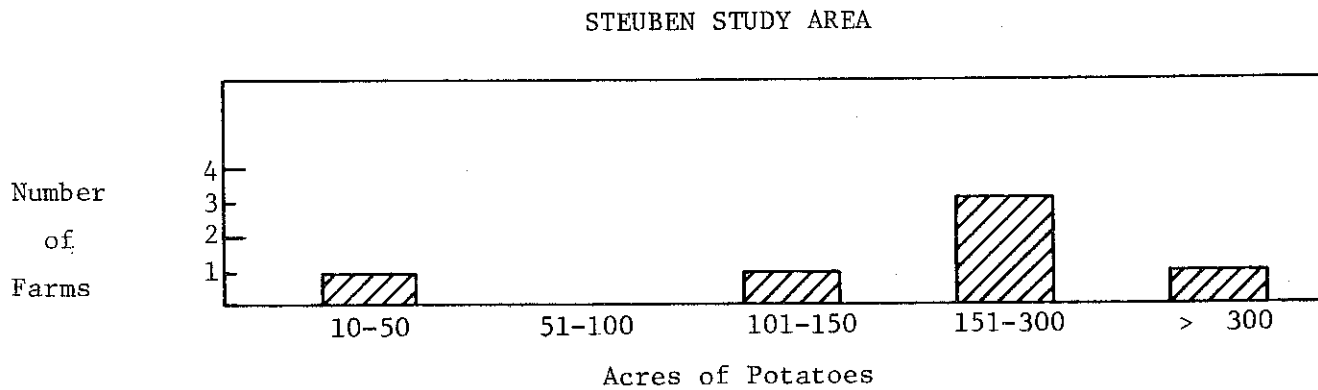 STEUBEN STUDY AREA
Number
of
Farms
4
3
2
1
10-50 51-100 101-150 151-300 > 300
Acres of Potatoes